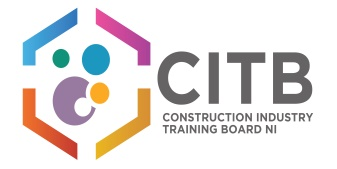 CITB
CONSTRUCTION INDUSTRY
TRAINING BOARD NI